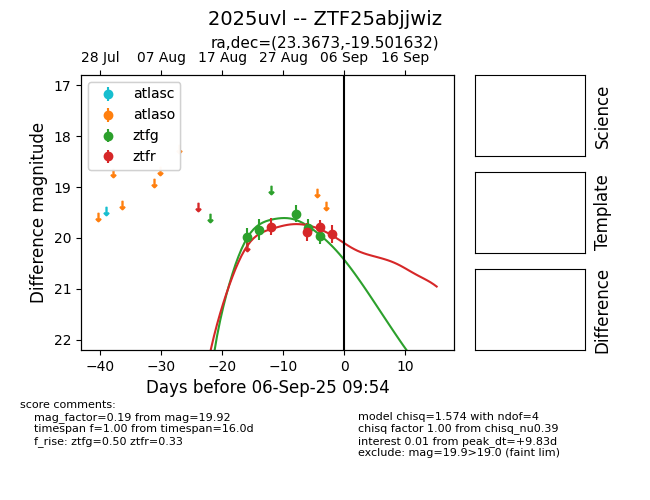 2025uvl -- ZTF25abjjwiz
ra,dec=(23.3673,-19.501632)
28 Jul 07 Aug 17 Aug 27 Aug 06 Sep 16 Sep
atlasc
atlaso
ztfg
ztfr
17
18
19
20
21
22
Difference magnitude
−40 −30 −20 −10 0 10
Days before 06-Sep-25 09:54
Science
Template
Difference
score comments:
mag_factor=0.19 from mag=19.92
timespan f=1.00 from timespan=16.0d
f_rise: ztfg=0.50 ztfr=0.33
model chisq=1.574 with ndof=4
chisq factor 1.00 from chisq_nu0.39
interest 0.01 from peak_dt=+9.83d
exclude: mag=19.9>19.0 (faint lim)